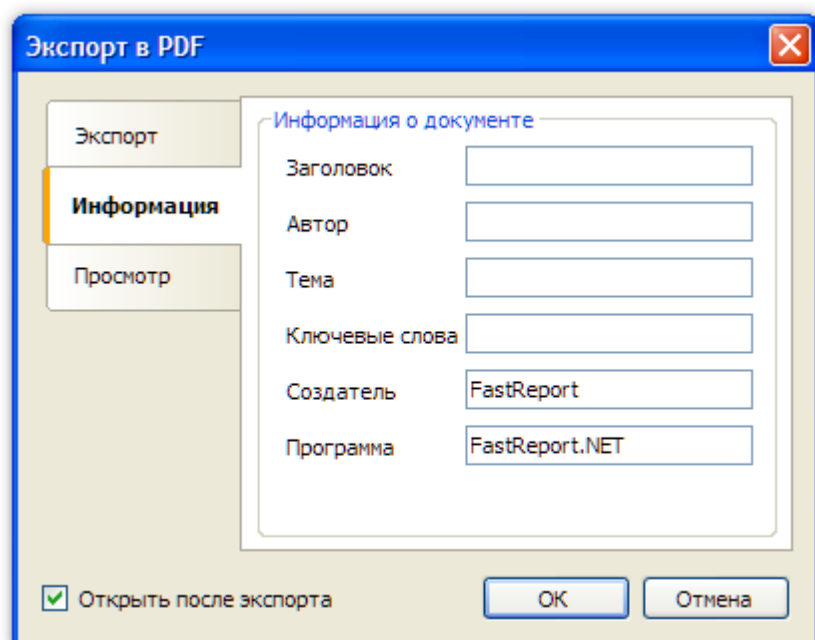 Экспорт в PDF
Экспорт
Информация
Просмотр
Информация о документе
Заголовок
Автор
Тема
Ключевые слова
Создатель FastReport
Программа FastReport.NET
Открыть после экспорта
OK
Отмена